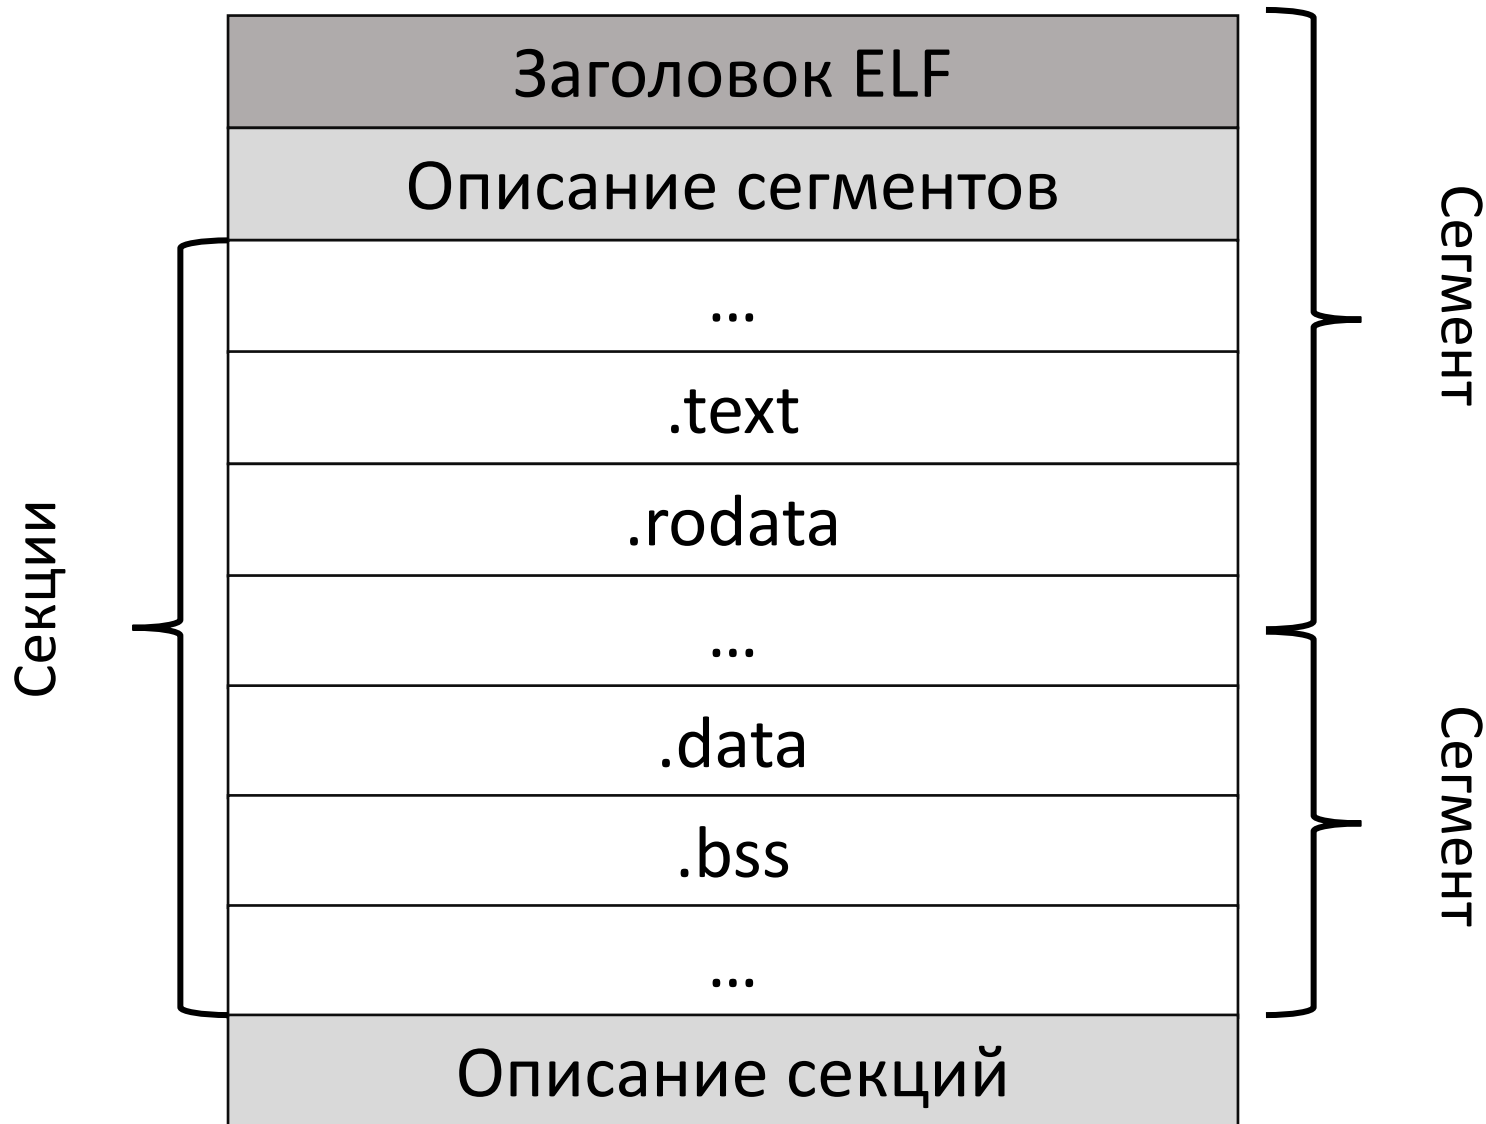 Заголовок ELF
Описание сегментов
...
.text
.rodata
...
.data
.bss
...
Описание секций
Секции
Сегмент
Сегмент